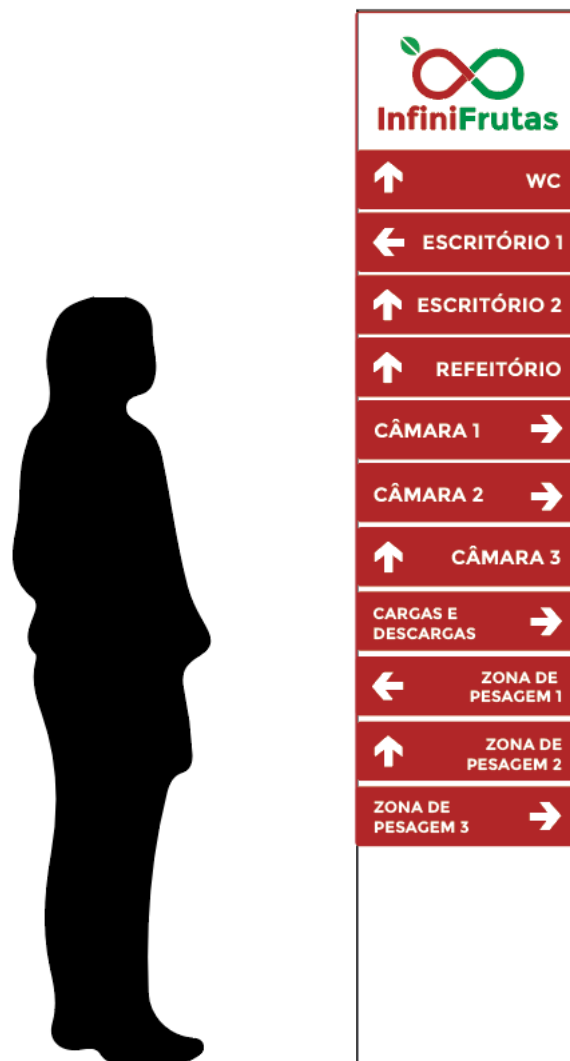 InfiniFrutas
WC
ESCRITÓRIO 1
ESCRITÓRIO 2
REFEITÓRIO
CÂMARA 1
CÂMARA 2
CÂMARA 3
CARGAS E
DESCARGAS
ZONA DE
PESAGEM 1
ZONA DE
PESAGEM 2
ZONA DE
PESAGEM 3